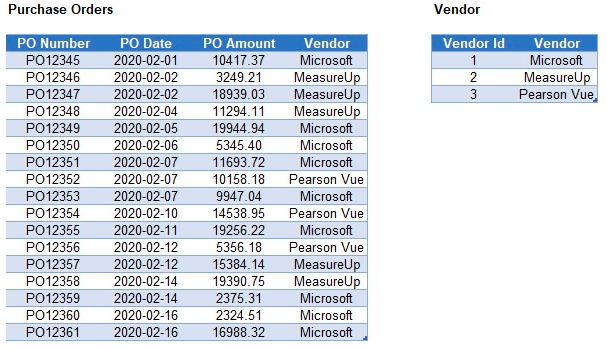 Purchase Orders
PO Number PO Date PO Amount Vendor
PO12345 2020-02-01 10417.37 Microsoft
PO12346 2020-02-02 3249.21 MeasureUp
PO12347 2020-02-02 18939.03 MeasureUp
PO12348 2020-02-04 11294.11 MeasureUp
PO12349 2020-02-05 19944.94 Microsoft
PO12350 2020-02-06 5345.40 Microsoft
PO12351 2020-02-07 11693.72 Microsoft
PO12352 2020-02-07 10158.18 Pearson Vue
PO12353 2020-02-07 9947.04 Microsoft
PO12354 2020-02-10 14538.95 Pearson Vue
PO12355 2020-02-11 19256.22 Microsoft
PO12356 2020-02-12 5356.18 Pearson Vue
PO12357 2020-02-12 15384.14 MeasureUp
PO12358 2020-02-14 19390.75 MeasureUp
PO12359 2020-02-14 2375.31 Microsoft
PO12360 2020-02-16 2324.51 Microsoft
PO12361 2020-02-16 16988.32 Microsoft
Vendor
Vendor Id Vendor
1 Microsoft
2 MeasureUp
3 Pearson Vue